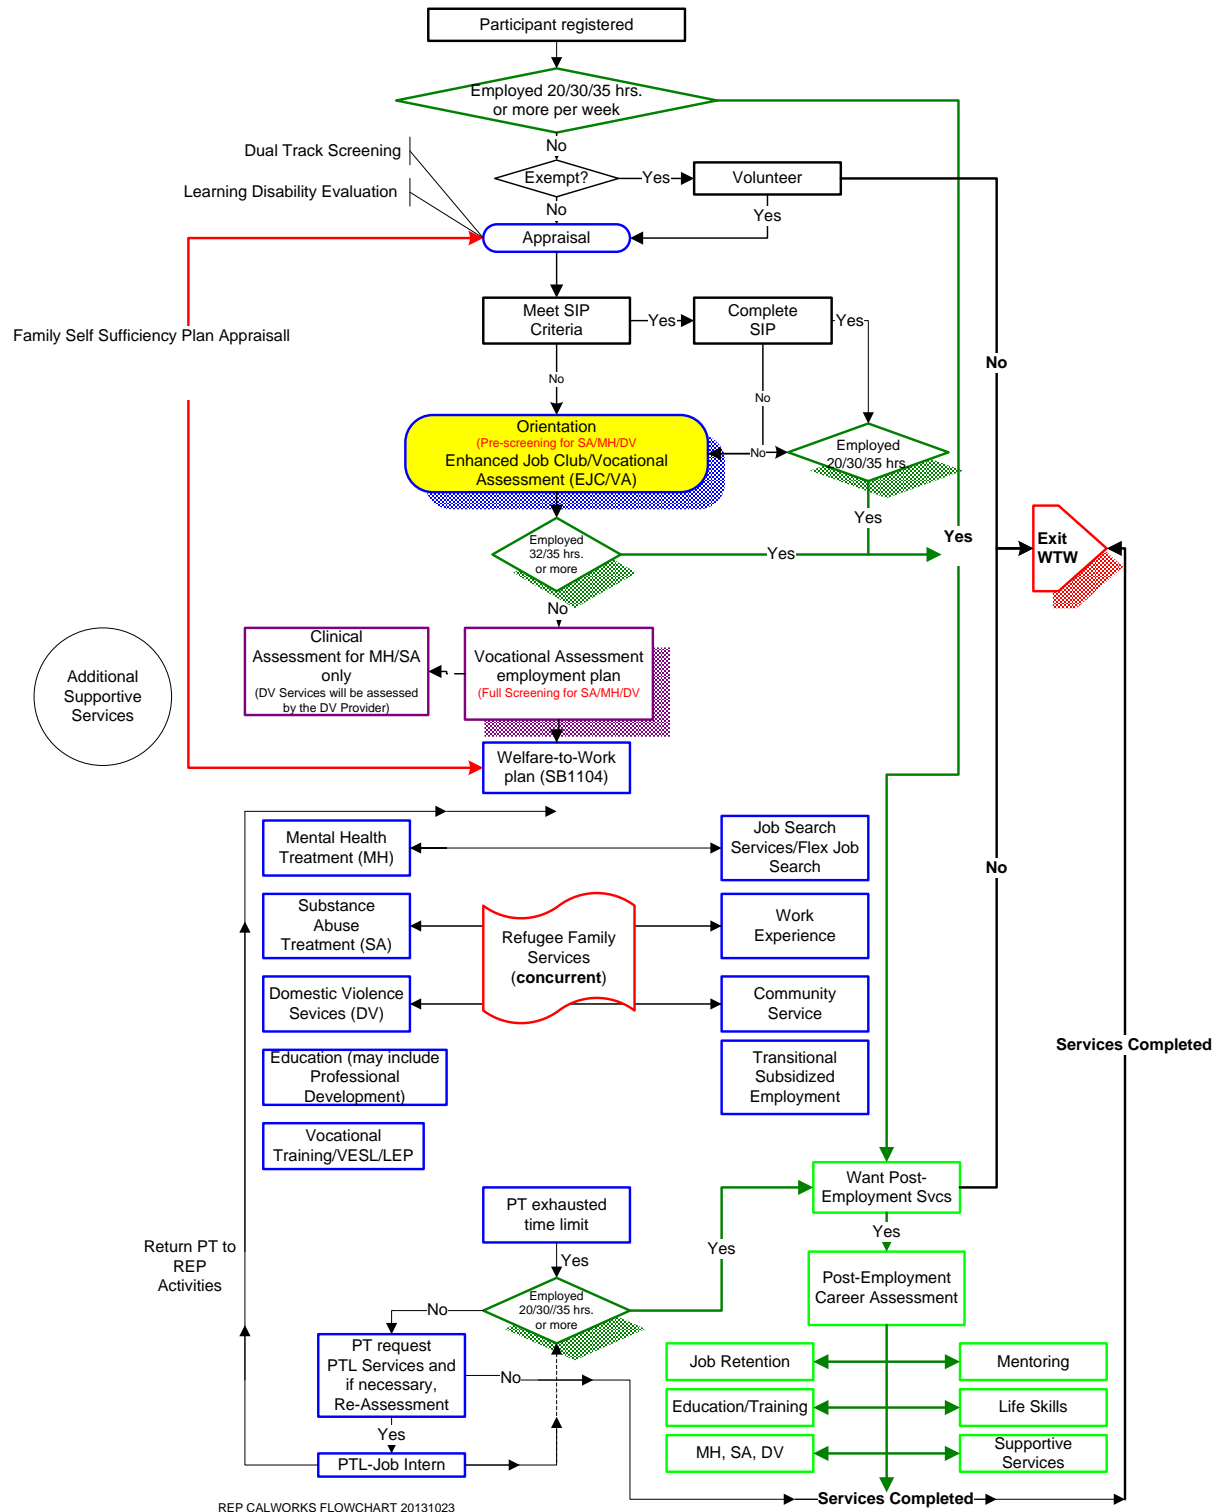 Participant registered
Employed 20/30/35 hrs.
or more per week
No
Dual Track Screening
Learning Disability Evaluation
Exempt?
Yes
Volunteer
No
Yes
Appraisal
Family Self Sufficiency Plan Appraisall
Meet SIP
Criteria
Yes
Complete
SIP
Yes
No
No
No
Orientation
(Pre-screening for SA/MH/DV
Enhanced Job Club/Vocational
Assessment (EJC/VA)
No
Employed
20/30/35 hrs.
Yes
Yes
Employed
32/35 hrs.
or more
Yes
Exit
WTW
No
Clinical
Assessment for MH/SA
only
(DV Services will be assessed
by the DV Provider)
Vocational Assessment
employment plan
(Full Screening for SA/MH/DV
Additional
Supportive
Services
Welfare-to-Work
plan (SB1104)
Mental Health
Treatment (MH)
Job Search
Services/Flex Job
Search
No
Substance
Abuse
Treatment (SA)
Refugee Family
Services
(concurrent)
Work
Experience
Domestic Violence
Sevices (DV)
Community
Service
Education (may include
Professional
Development)
Transitional
Subsidized
Employment
Services Completed
Vocational
Training/VESL/LEP
PT exhausted
time limit
Want Post-
Employment Svcs
Yes
Yes
Yes
Return PT to
REP
Activities
Post-Employment
Career Assessment
Employed
20/30//35 hrs.
or more
No
PT request
PTL Services and
if necessary,
Re-Assessment
No
Job Retention
Mentoring
Education/Training
Life Skills
Yes
MH, SA, DV
Supportive
Services
PTL-Job Intern
Services Completed
REP CALWORKS FLOWCHART 20131023